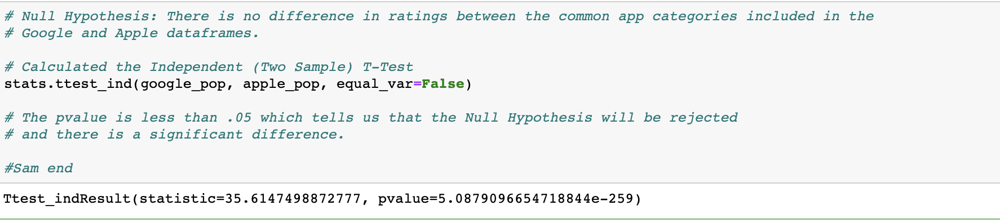 # Null Hypothesis: There is no difference in ratings between the common app categories included in the
# Google and Apple dataframes.
# Calculated the Independent (Two Sample) T-Test
stats.ttest_ind(google_pop, apple_pop, equal_var=False)
# The pvalue is less than .05 which tells us that the Null Hypothesis will be rejected
# and there is a significant difference.
#Sam end
Ttest_indResult(statistic=35.6147498872777, pvalue=5.0879096654718844e-259)